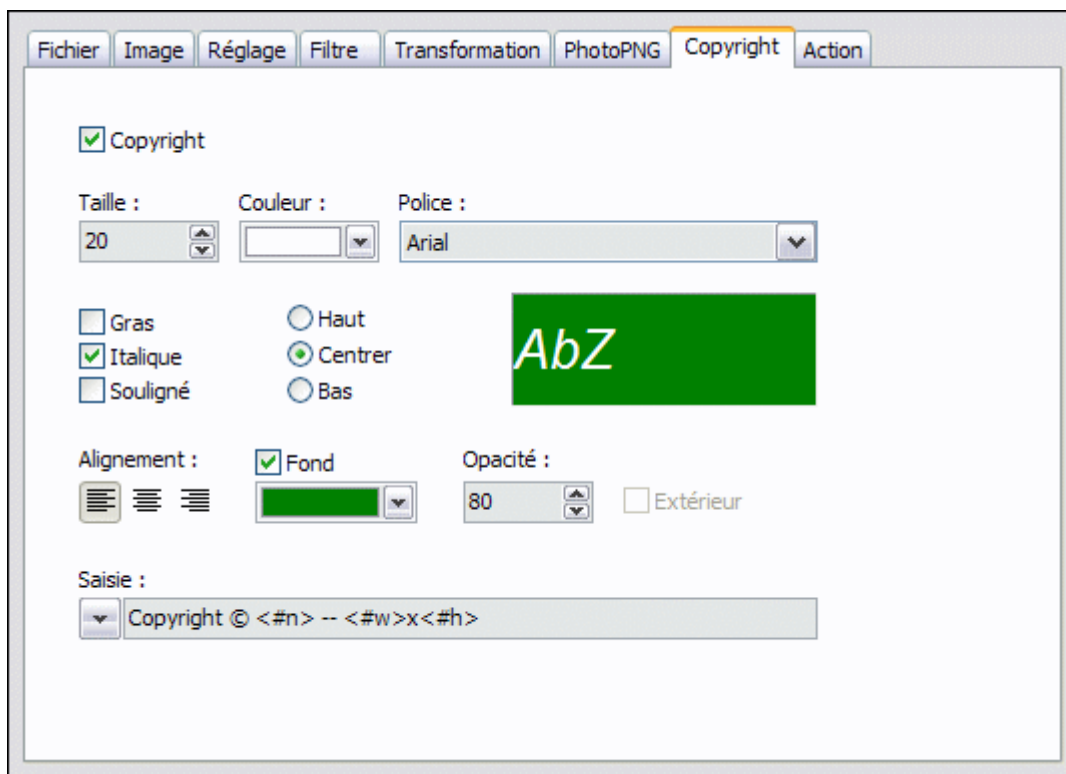 Fichier Image Réglage Filtre Transformation PhotoPNG Copyright Action
Copyright
Taille : Couleur : Police :
20 Arial
Gras Haut
Italique Centrer
Souligné Bas
AbZ
Alignement : Fond Opacité :
80 Extérieur
Saisie :
Copyright © <#n> -- <#w>x<#h>